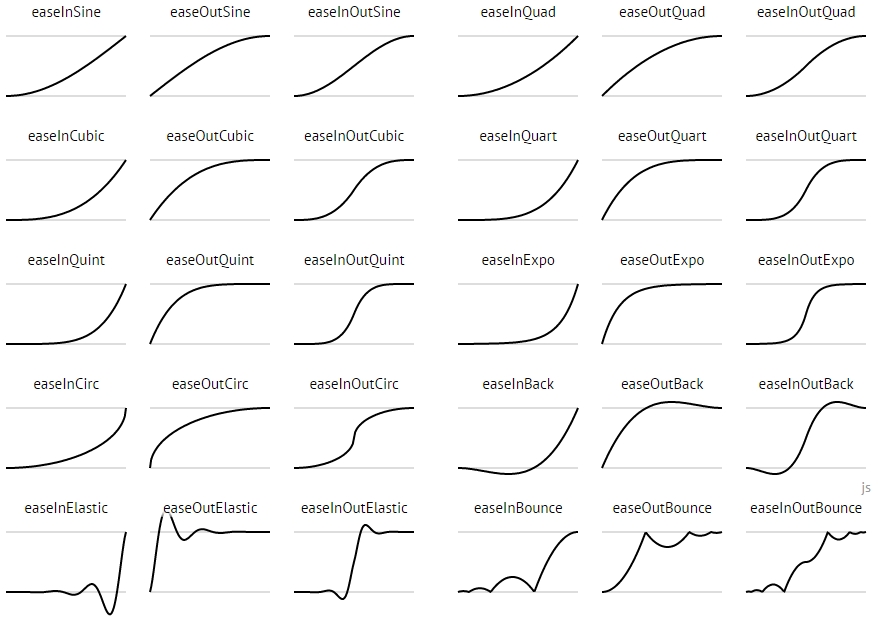 easeInSine easeOutSine easeInOutSine easeInQuad easeOutQuad easeInOutQuad
easeInCubic easeOutCubic easeInOutCubic easeInQuart easeOutQuart easeInOutQuart
easeInQuint easeOutQuint easeInOutQuint easeInExpo easeOutExpo easeInOutExpo
easeInCirc easeOutCirc easeInOutCirc easeInBack easeOutBack easeInOutBack
js
easeInElastic easeOutElastic easeInOutElastic easeInBounce easeOutBounce easeInOutBounce